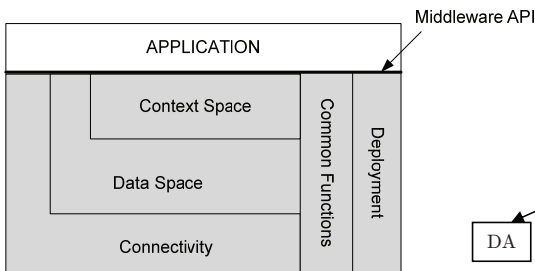 Middleware API
APPLICATION
Context Space
Data Space
Connectivity
Common Functions
Deployment
DA